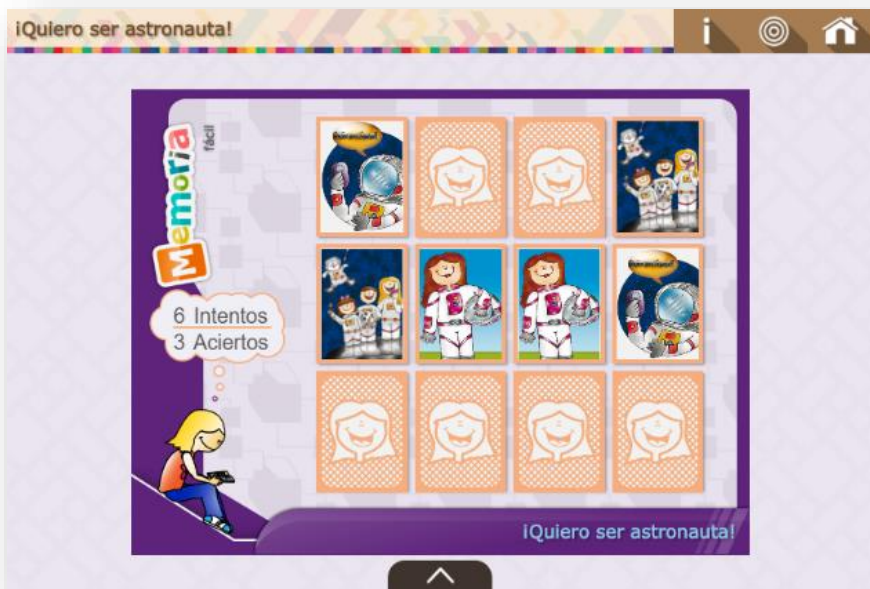 ¡Quiero ser astronauta!
Memoria
fácil
6 Intentos
3 Aciertos
¡Quiero ser astronauta!